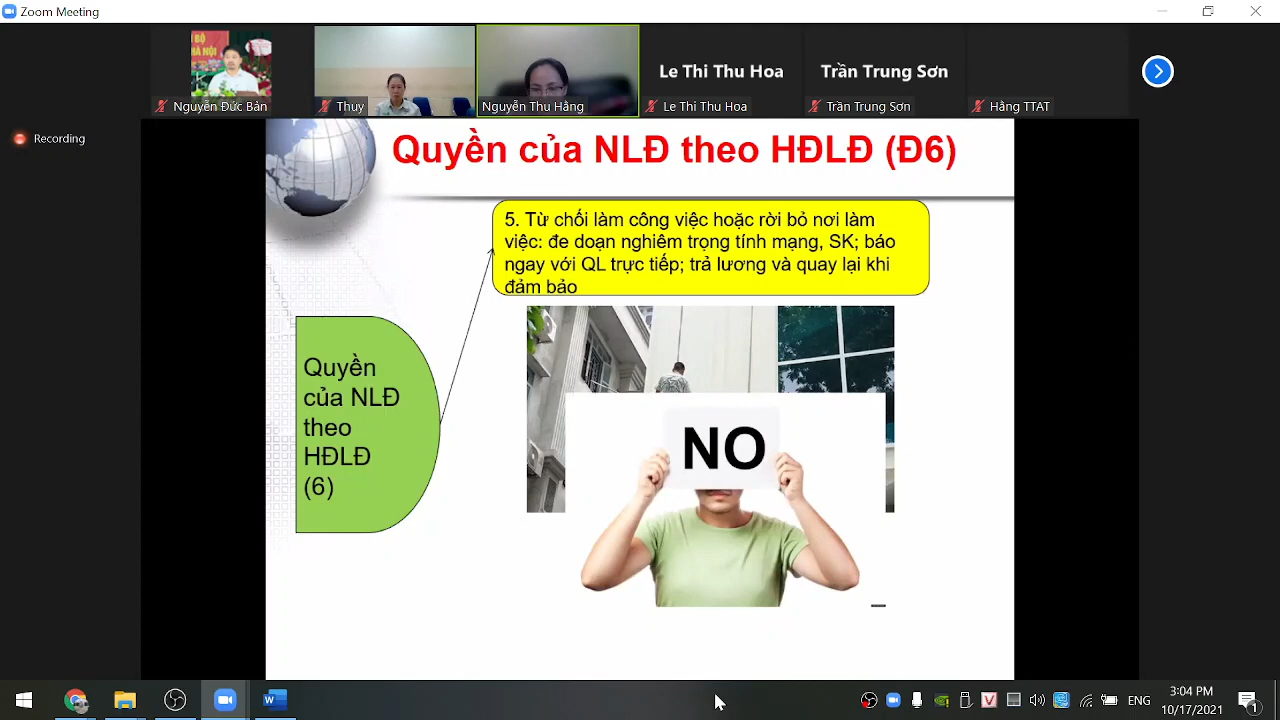 Zoom Meeting
BỘ
HÀ NỘI
Nguyễn Đức Bản
Thuy
Nguyễn Thu Hằng
Le Thi Thu Hoa
Le Thi Thu Hoa
Trần Trung Sơn
Trần Trung Sơn
Hằng TTAT
Recording
Quyền của NLĐ theo HĐLĐ (Đ6)
5. Từ chối làm công việc hoặc rời bỏ nơi làm
việc: đe doạn nghiêm trọng tính mạng, SK; báo
ngay với QL trực tiếp; trả lương và quay lại khi
đảm bảo
Quyền
của NLĐ
theo
HĐLĐ
(6)
NO
ENG
3:04 PM
10/17/2021